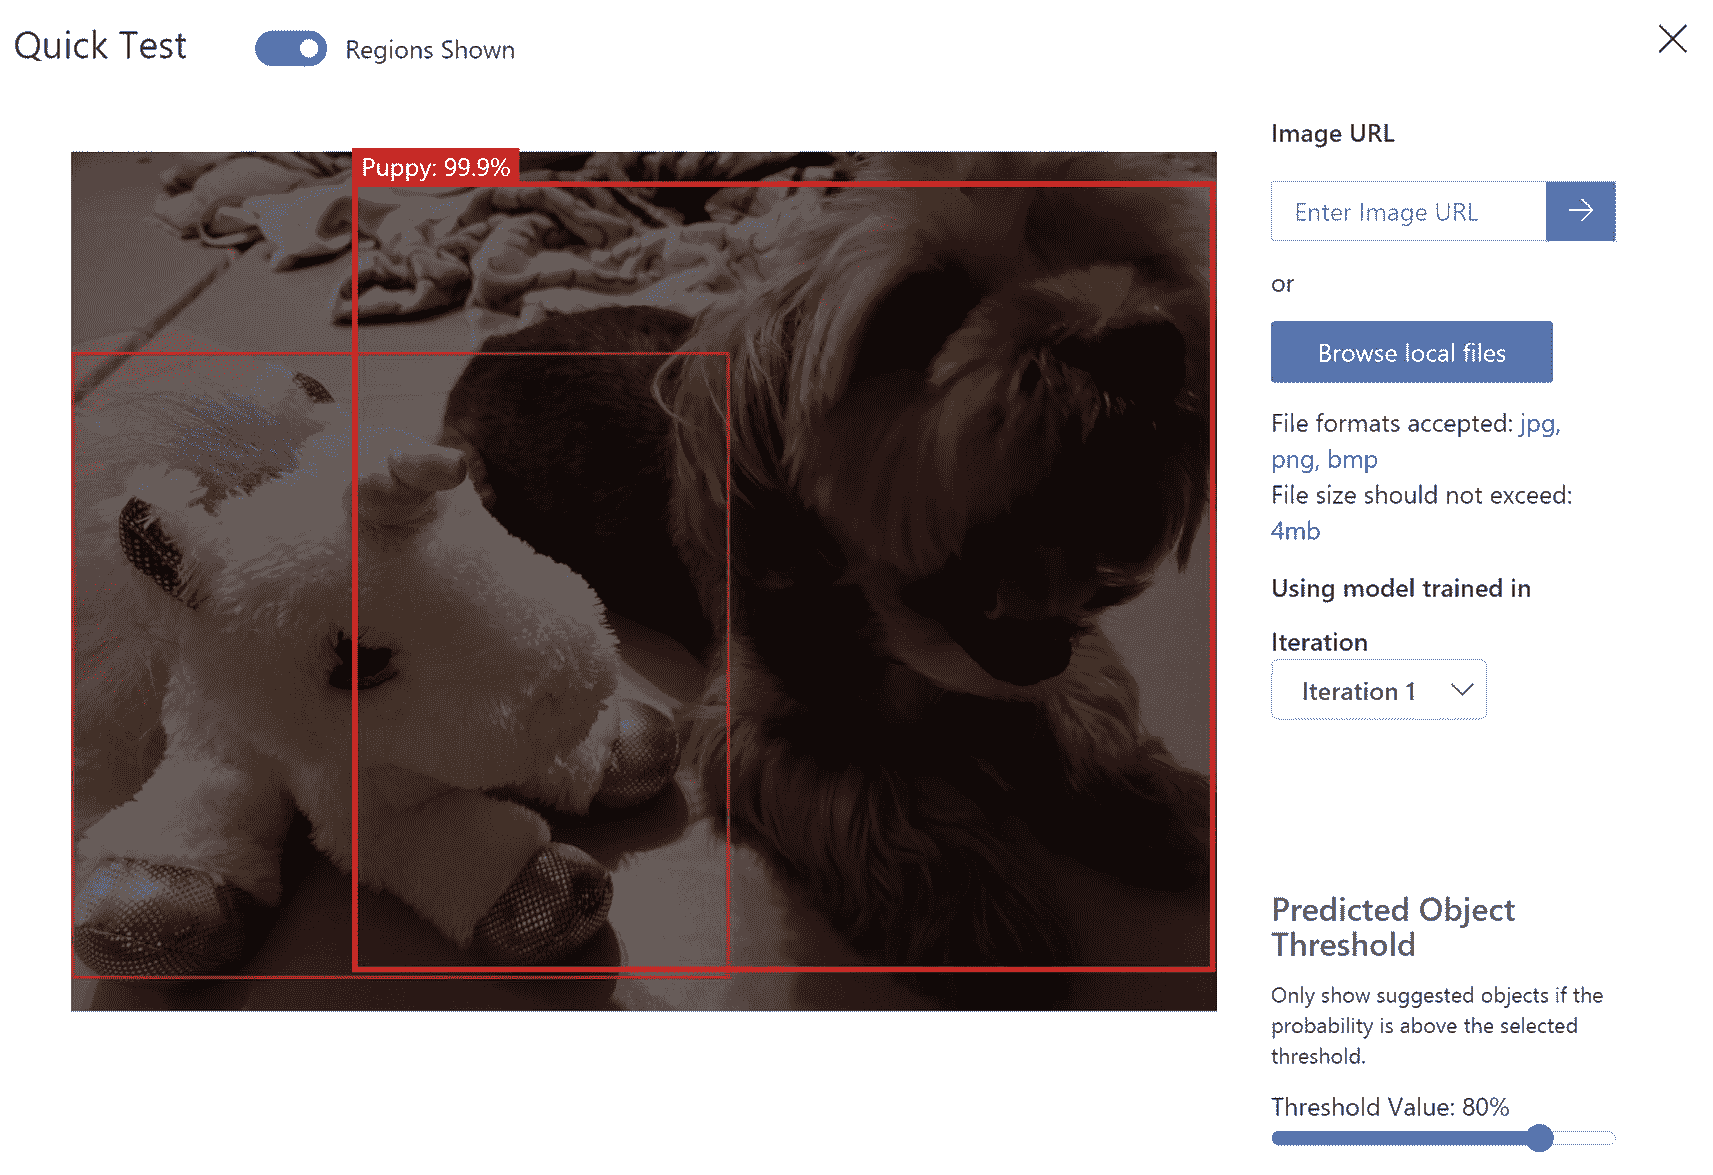 Quick Test
Regions Shown
Puppy: 99.9%
Image URL
Enter Image URL
or
Browse local files
File formats accepted: jpg,
png, bmp
File size should not exceed:
4mb
Using model trained in
Iteration
Iteration 1
Predicted Object
Threshold
Only show suggested objects if the
probability is above the selected
threshold.
Threshold Value: 80%